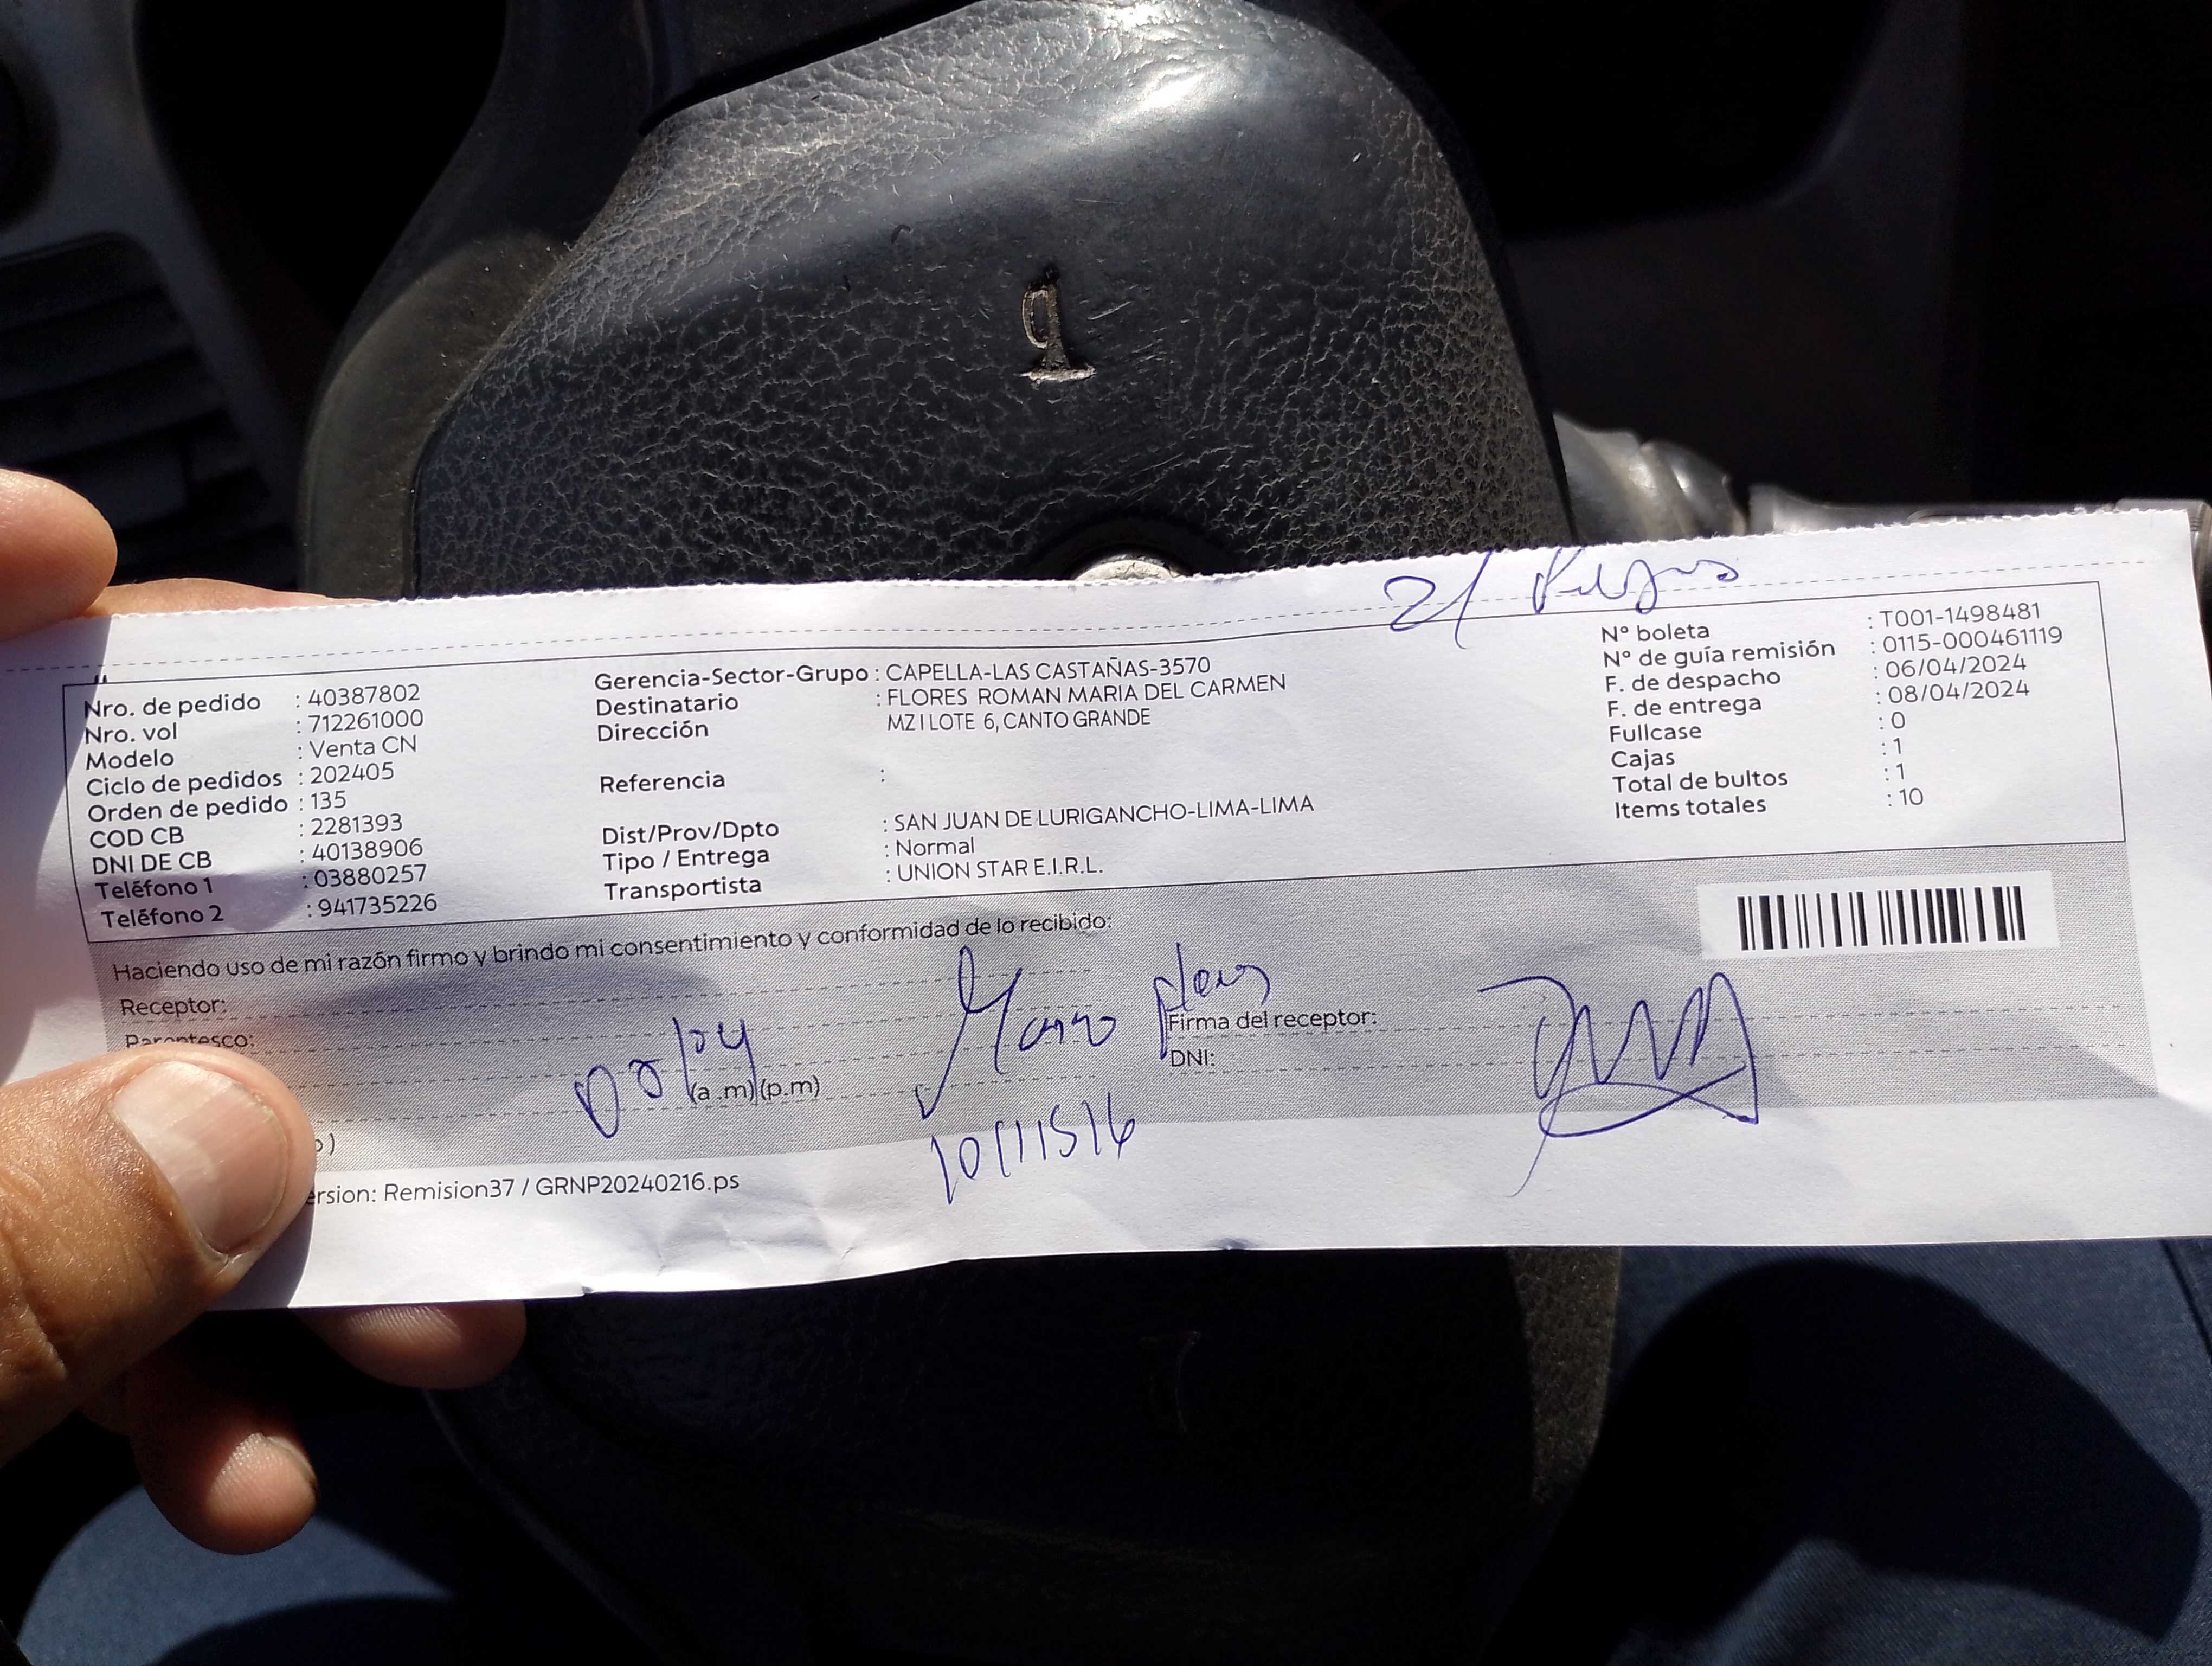 Nro. de pedido : 40387802
Nro. vol : 712261000
Modelo : Venta CN
Ciclo de pedidos : 202405
Orden de pedido : 135
COD CB : 2281393
DNI DE CB : 40138906
Teléfono 1 : 03880257
Teléfono 2 : 941735226
Gerencia-Sector-Grupo : CAPELLA-LAS CASTAÑAS-3570
Destinatario : FLORES ROMAN MARIA DEL CARMEN
Dirección MZ I LOTE 6, CANTO GRANDE
Referencia :
Dist/Prov/Dpto : SAN JUAN DE LURIGANCHO-LIMA-LIMA
Tipo / Entrega : Normal
Transportista : UNION STAR E.I.R.L.
N° boleta : T001-1498481
N° de guía remisión : 0115-000461119
F. de despacho : 06/04/2024
F. de entrega : 08/04/2024
Fullcase : 0
Cajas : 1
Total de bultos : 1
Items totales : 10
Haciendo uso de mi razón firmo y brindo mi consentimiento y conformidad de lo recibido:
Receptor:
Parentesco:
(a.m)(p.m)
Firma del receptor:
DNI:
10111516
ersion: Remision37 / GRNP20240216.ps